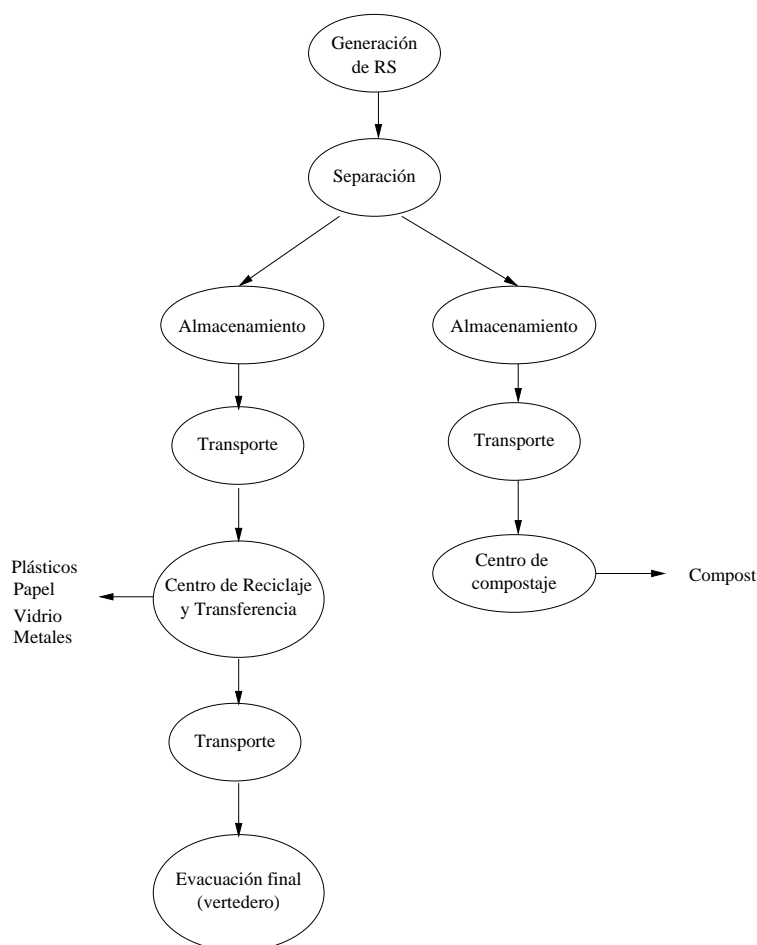 Generación
de RS
Separación
Almacenamiento
Almacenamiento
Transporte
Transporte
Plásticos
Papel
Vidrio
Metales
Centro de Reciclaje
y Transferencia
Centro de
compostaje
Compost
Transporte
Evacuación final
(vertedero)